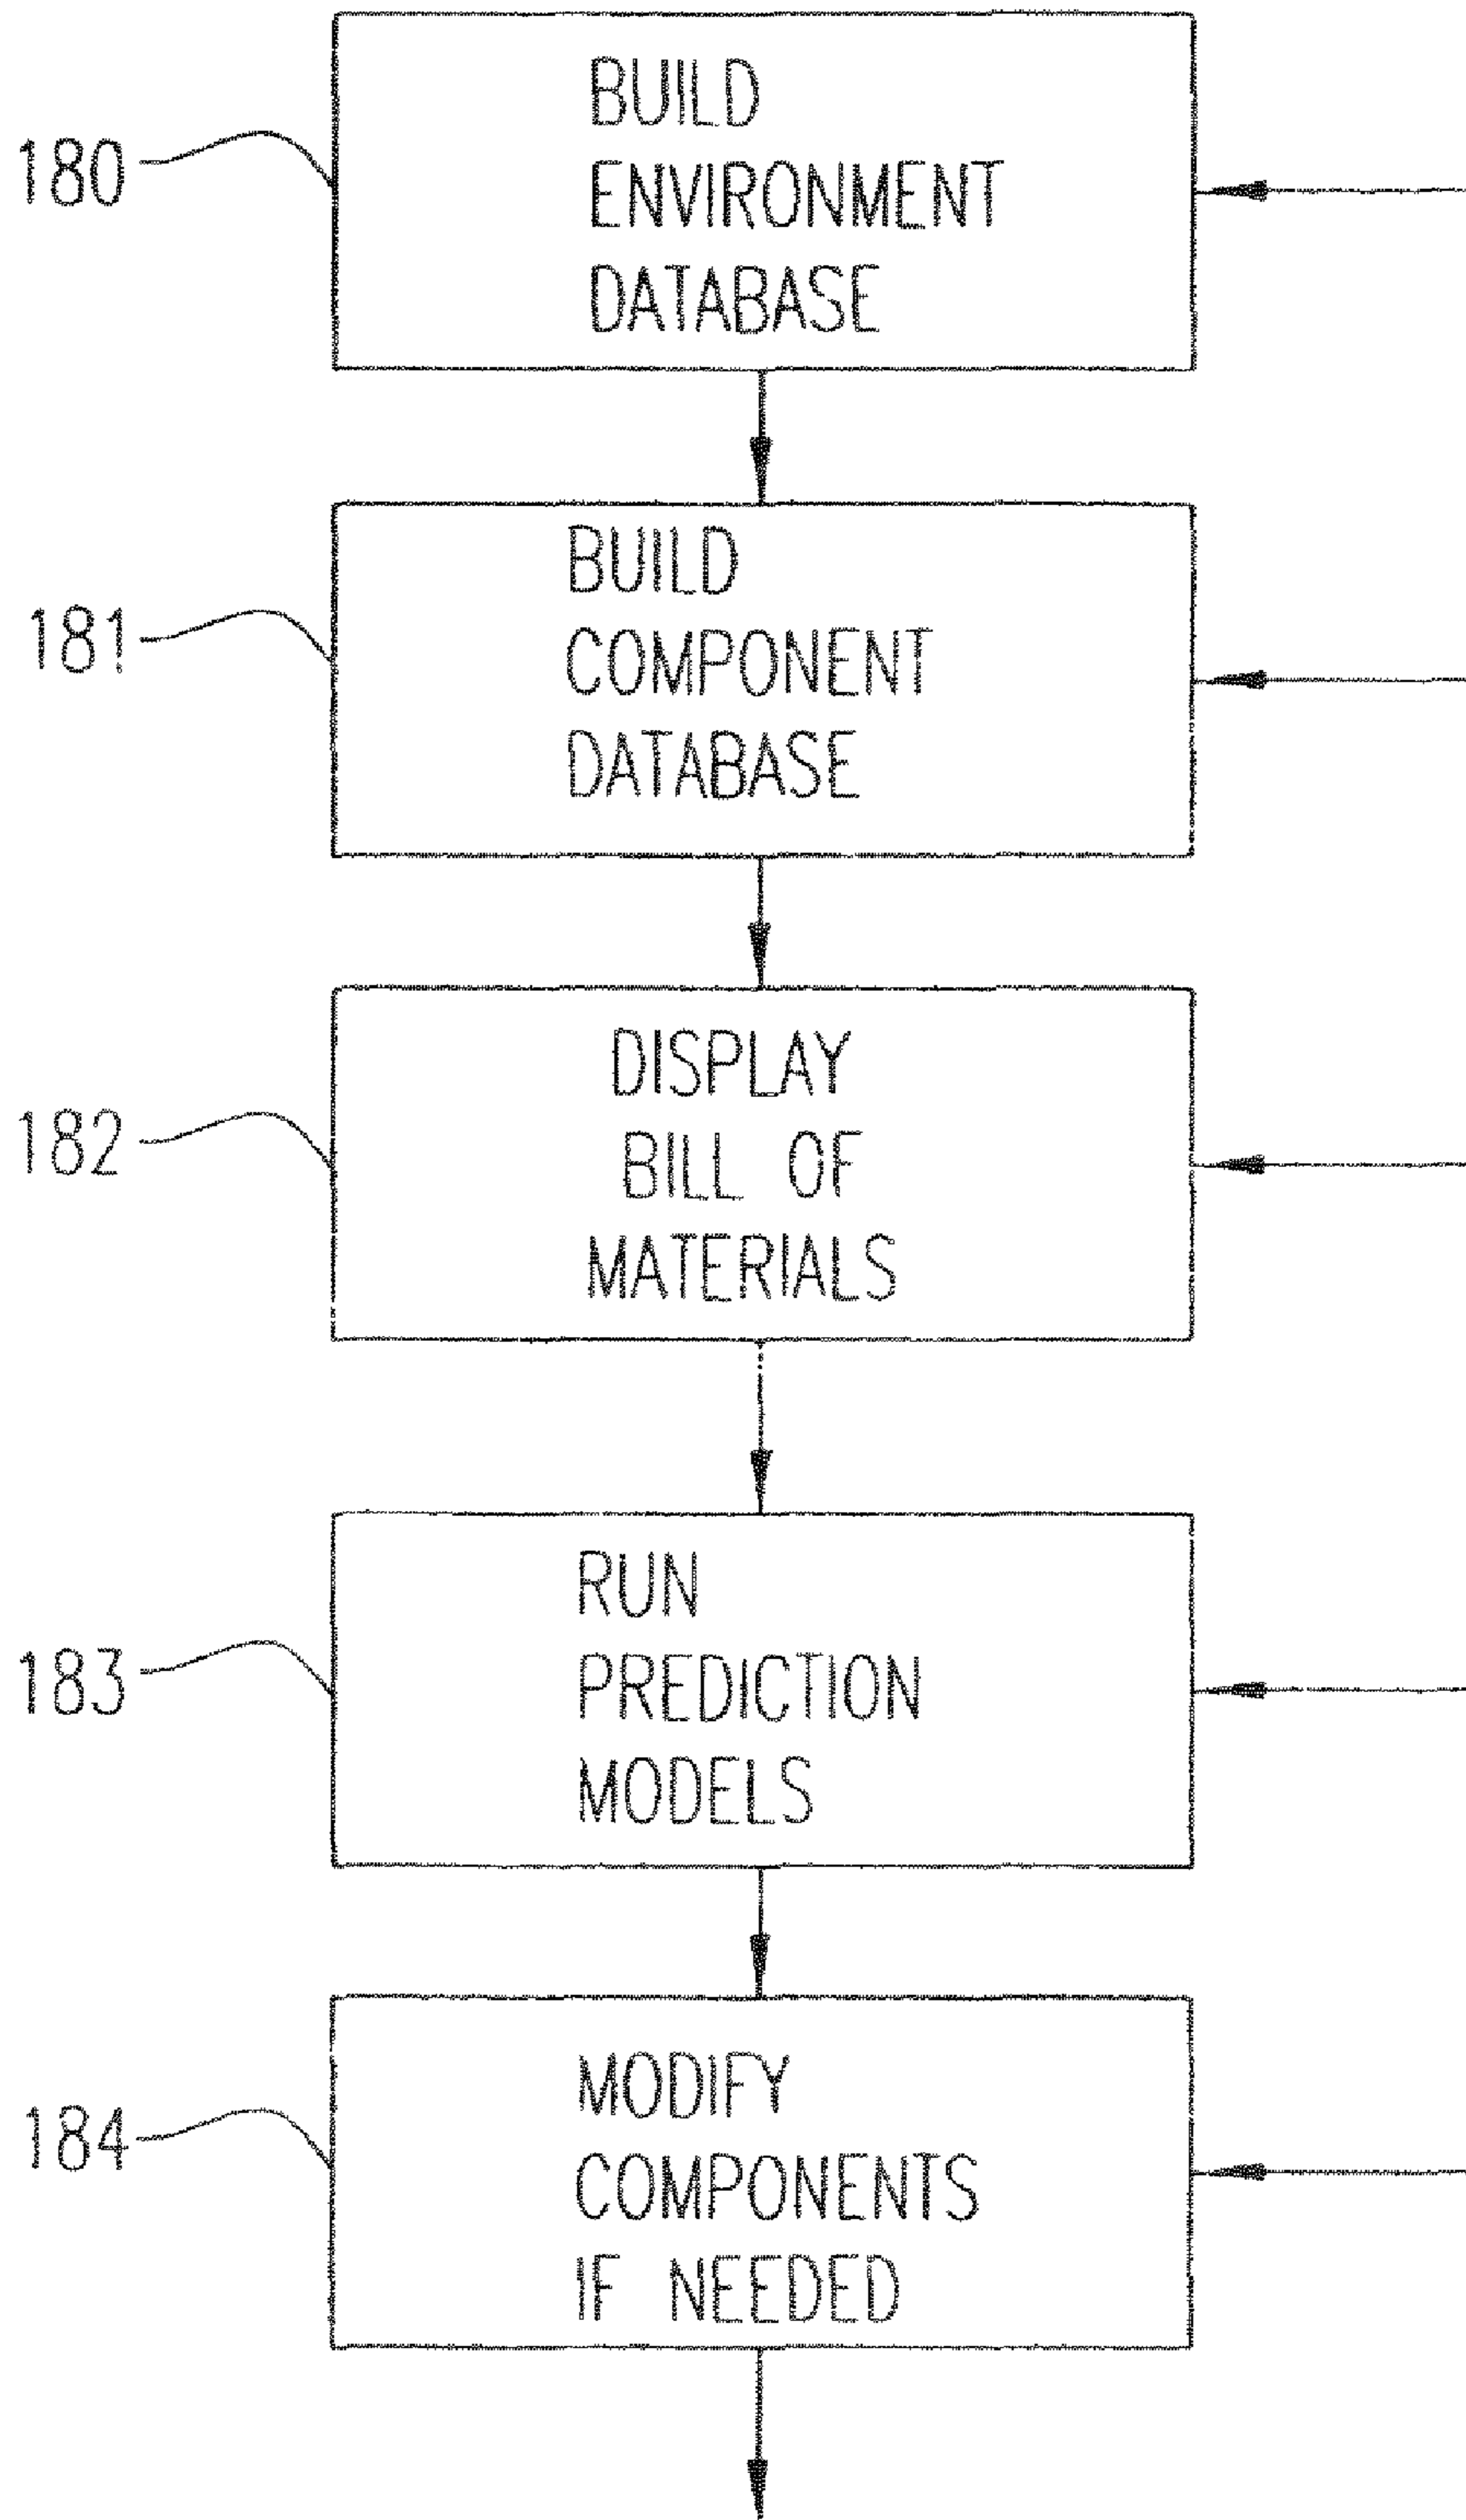 BUILD
ENVIRONMENT
DATABASE
180
BUILD
COMPONENT
DATABASE
181
DISPLAY
BILL OF
MATERIALS
182
RUN
PREDICTION
MODELS
183
MODIFY
COMPONENTS
IF NEEDED
184